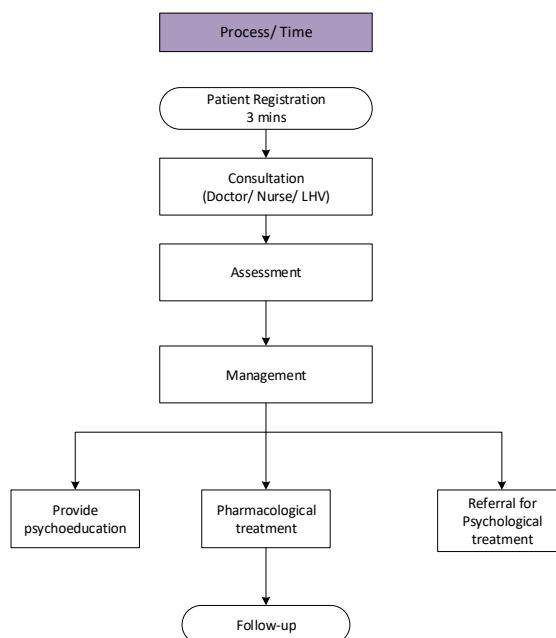 Process/ Time
Patient Registration
3 mins
Consultation
(Doctor/ Nurse/ LHV)
Assessment
Management
Provide
psychoeducation
Pharmacological
treatment
Referral for
Psychological
treatment
Follow-up